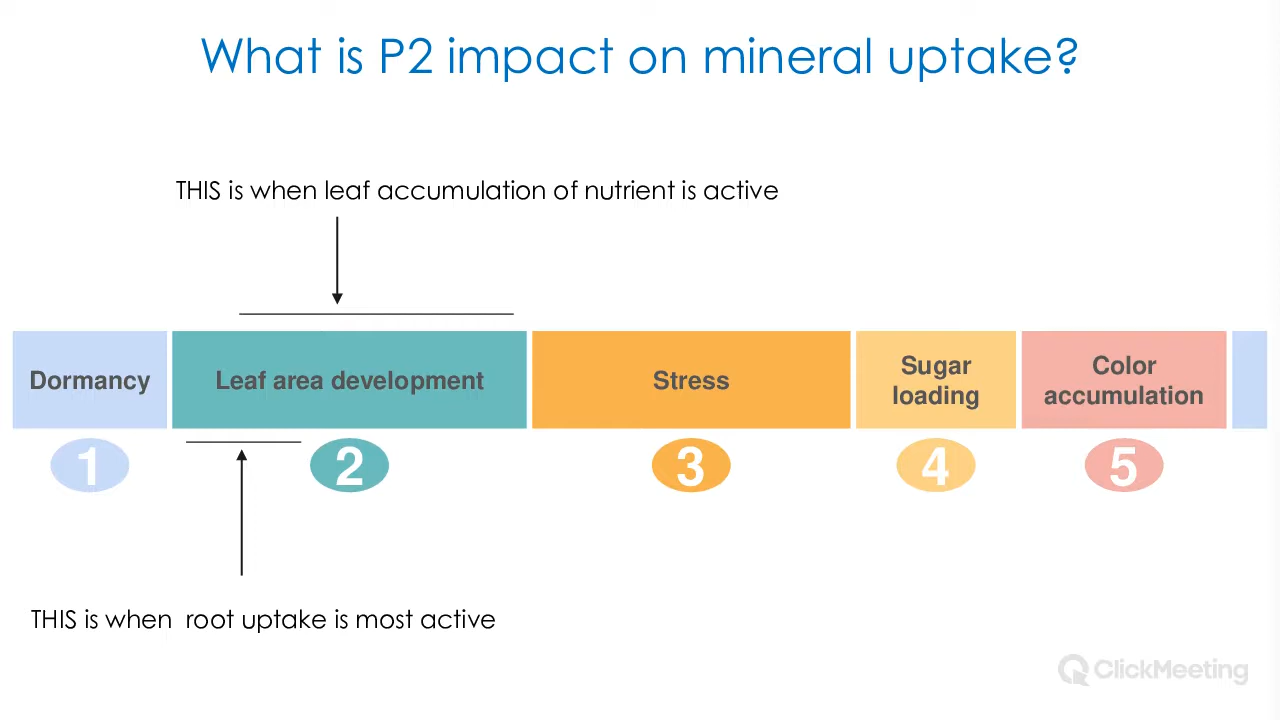 What is P2 impact on mineral uptake?
THIS is when leaf accumulation of nutrient is active
Dormancy
Leaf area development
Stress
Sugar
loading
Color
accumulation
1
2
3
4
5
THIS is when  root uptake is most active
ClickMeeting